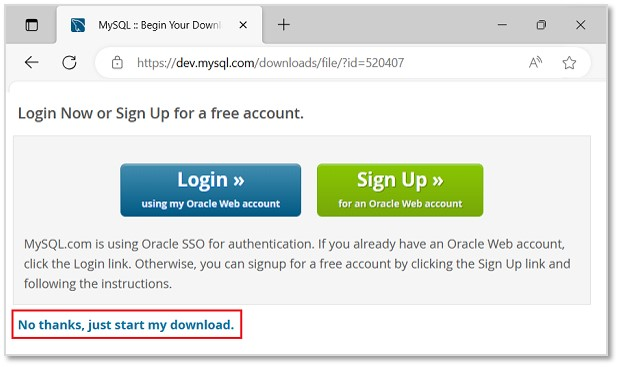 MySQL :: Begin Your Downl
https://dev.mysql.com/downloads/file/?id=520407
Login Now or Sign Up for a free account.
Login »
using my Oracle Web account
Sign Up »
for an Oracle Web account
MySQL.com is using Oracle SSO for authentication. If you already have an Oracle Web account,
click the Login link. Otherwise, you can signup for a free account by clicking the Sign Up link and
following the instructions.
No thanks, just start my download.